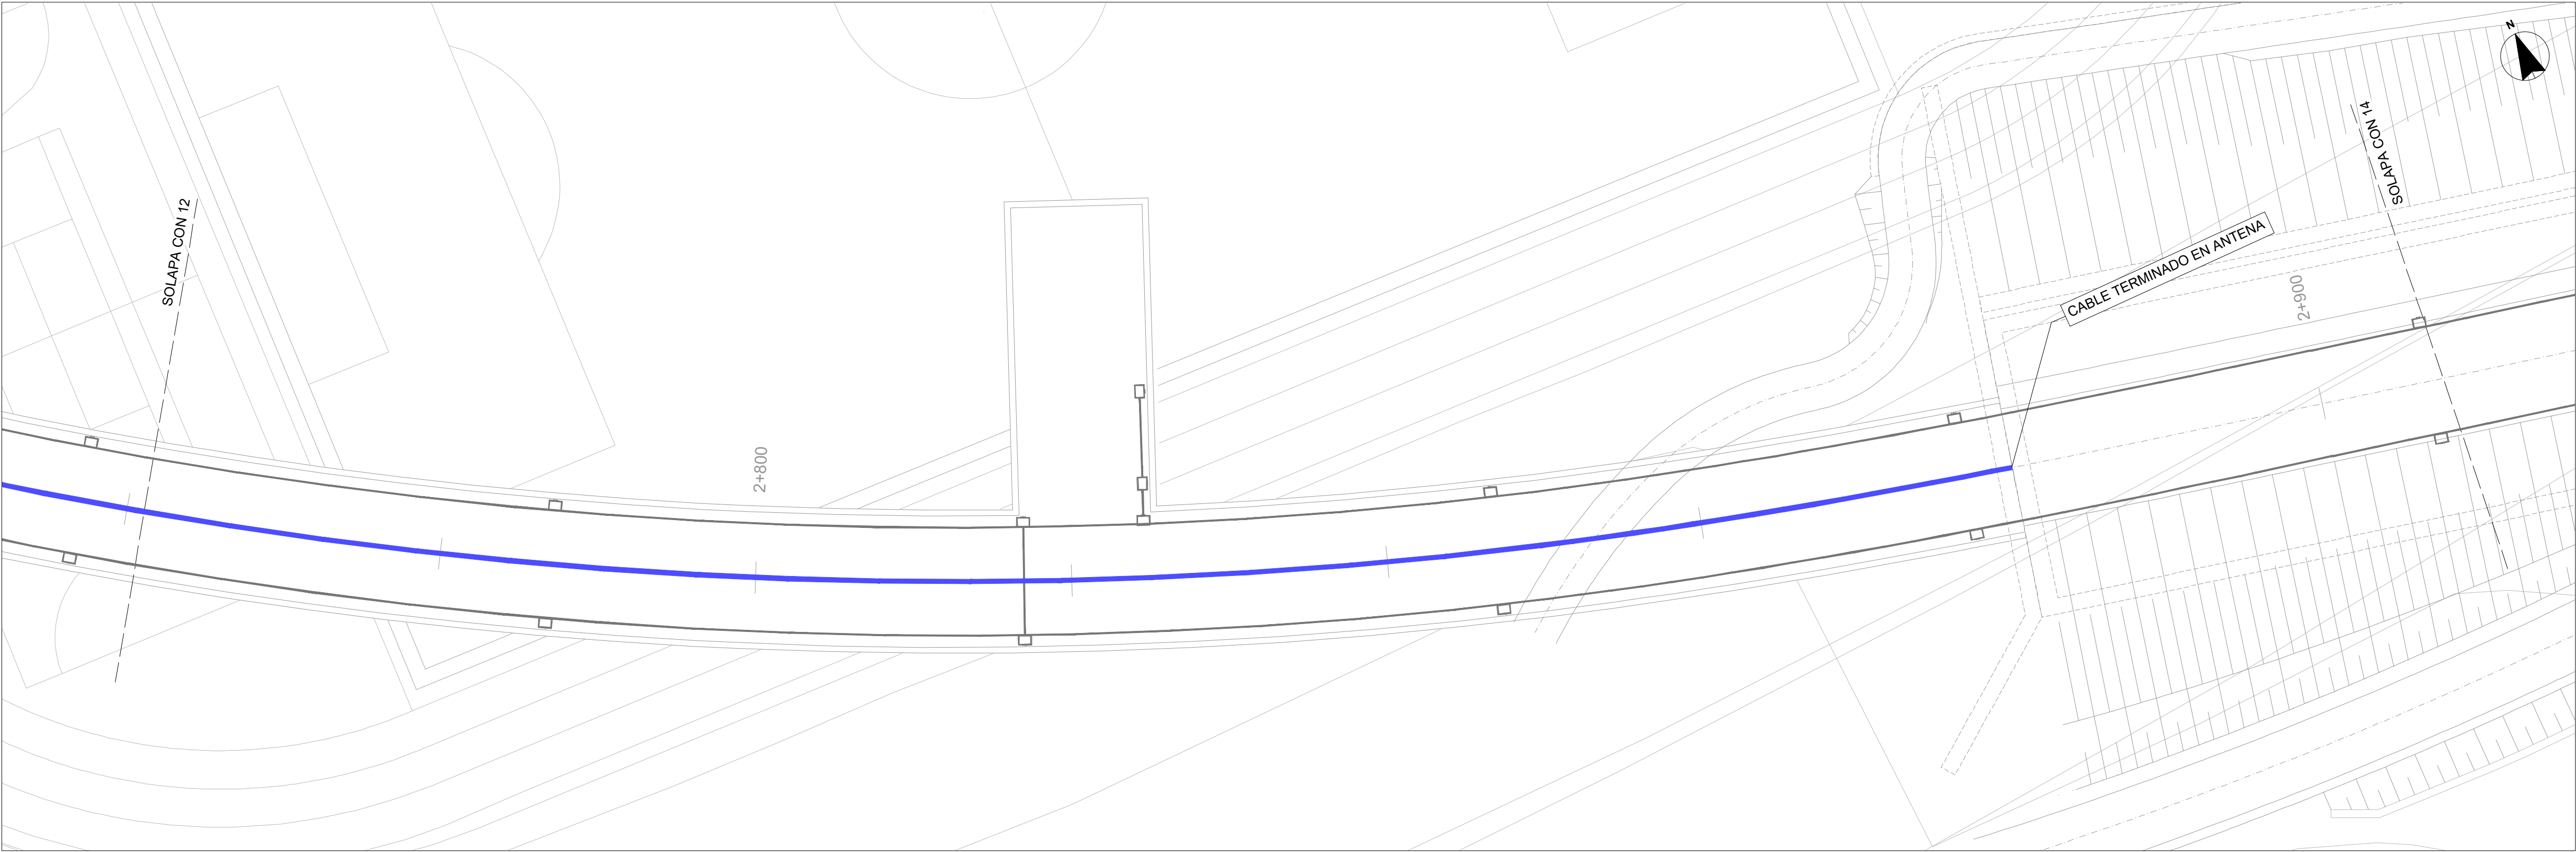 N
SOLAPA CON 12
SOLAPA CON 14
CABLE TERMINADO EN ANTENA
2+800
2+900